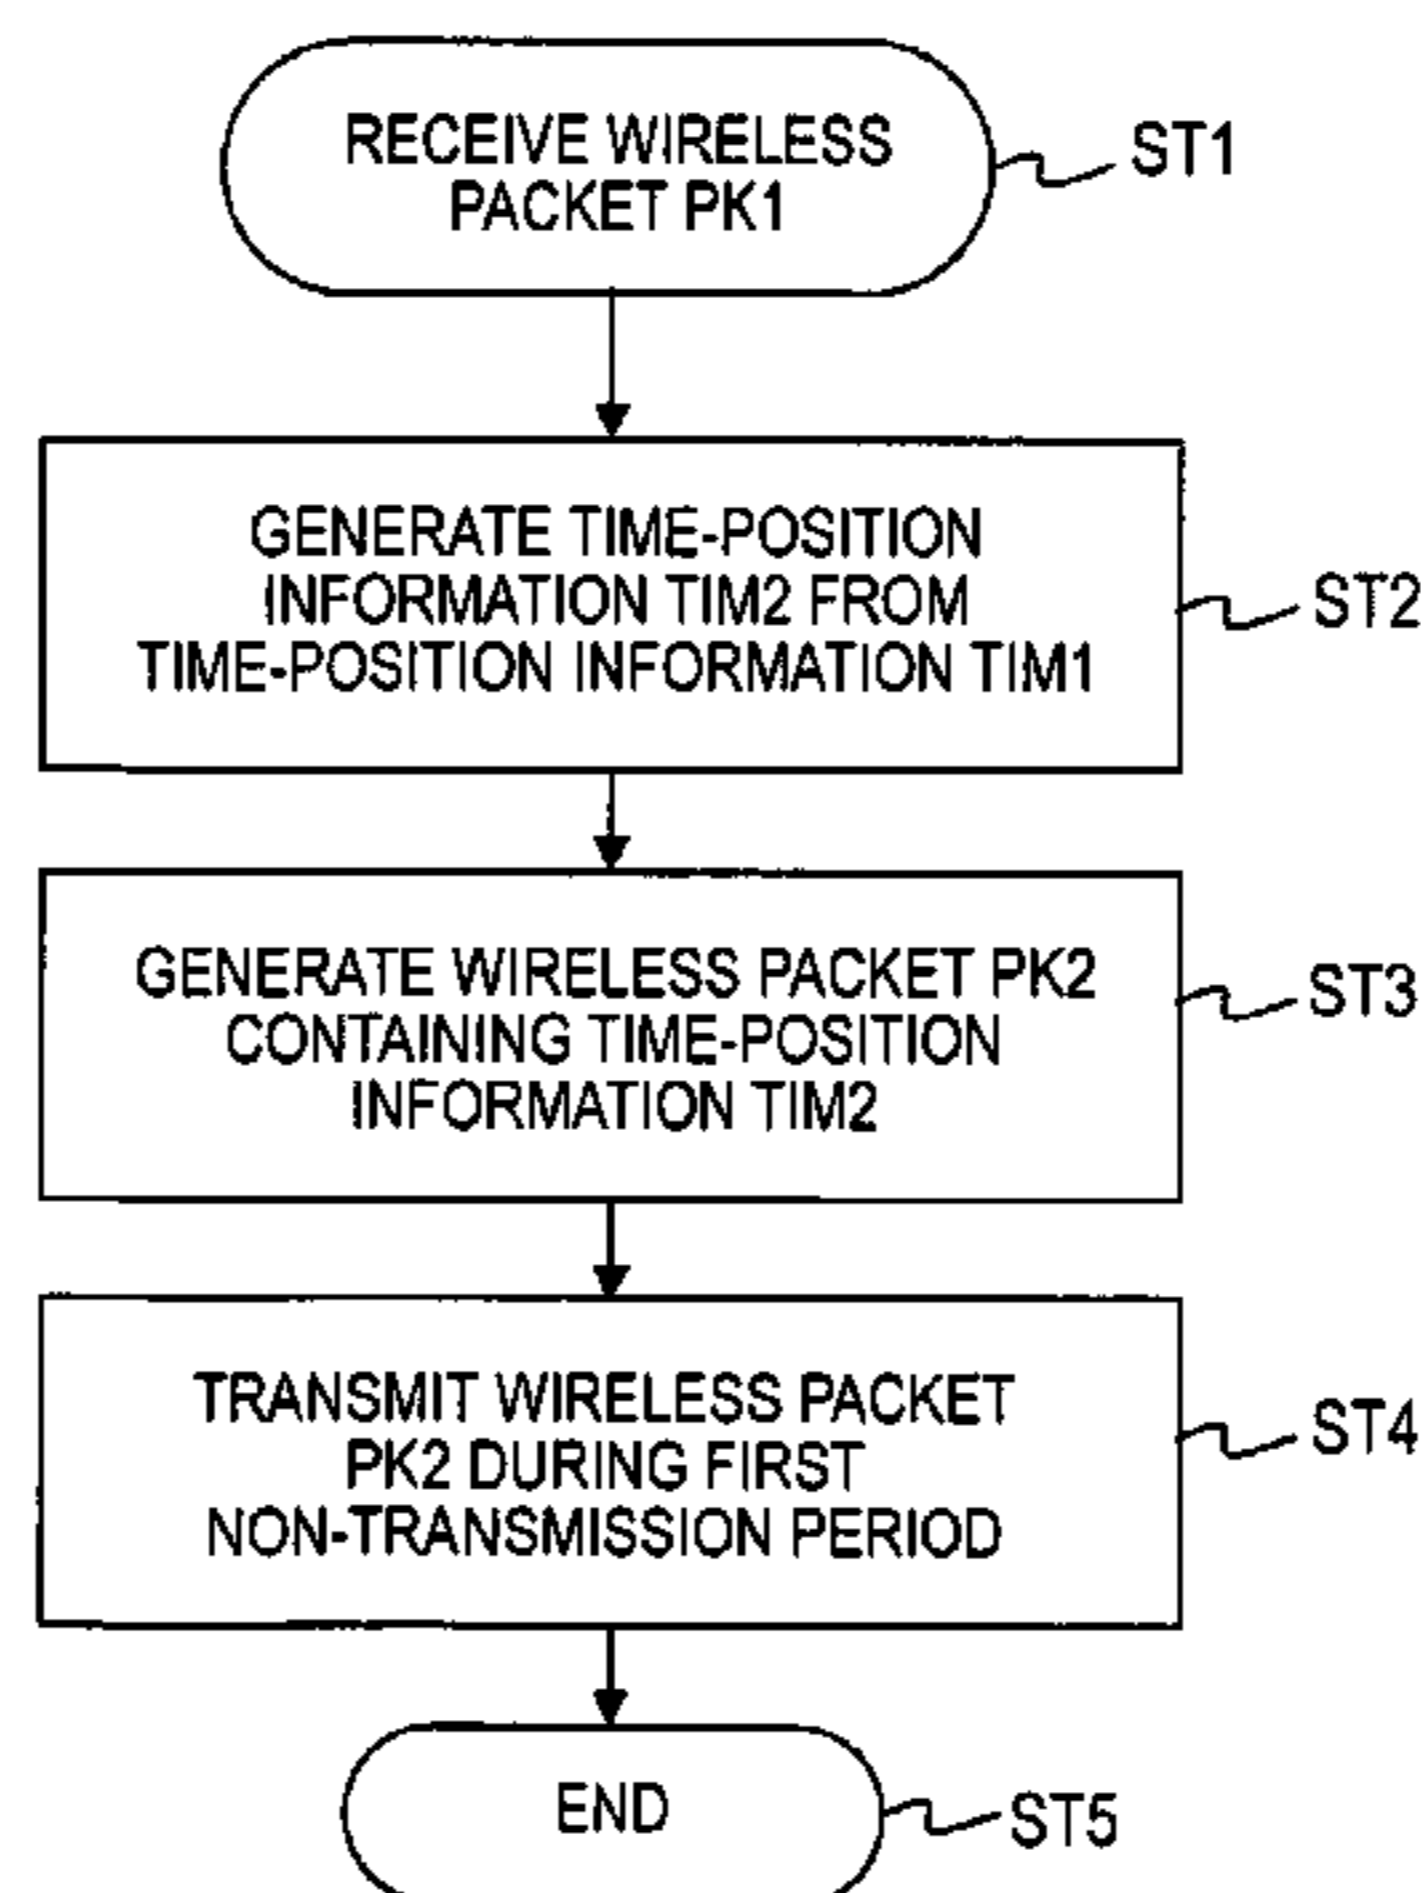 RECEIVE WIRELESS
PACKET PK1
ST1
GENERATE TIME-POSITION
INFORMATION TIM2 FROM
TIME-POSITION INFORMATION TIM1
ST2
GENERATE WIRELESS PACKET PK2
CONTAINING TIME-POSITION
INFORMATION TIM2
ST3
TRANSMIT WIRELESS PACKET
PK2 DURING FIRST
NON-TRANSMISSION PERIOD
ST4
END
ST5